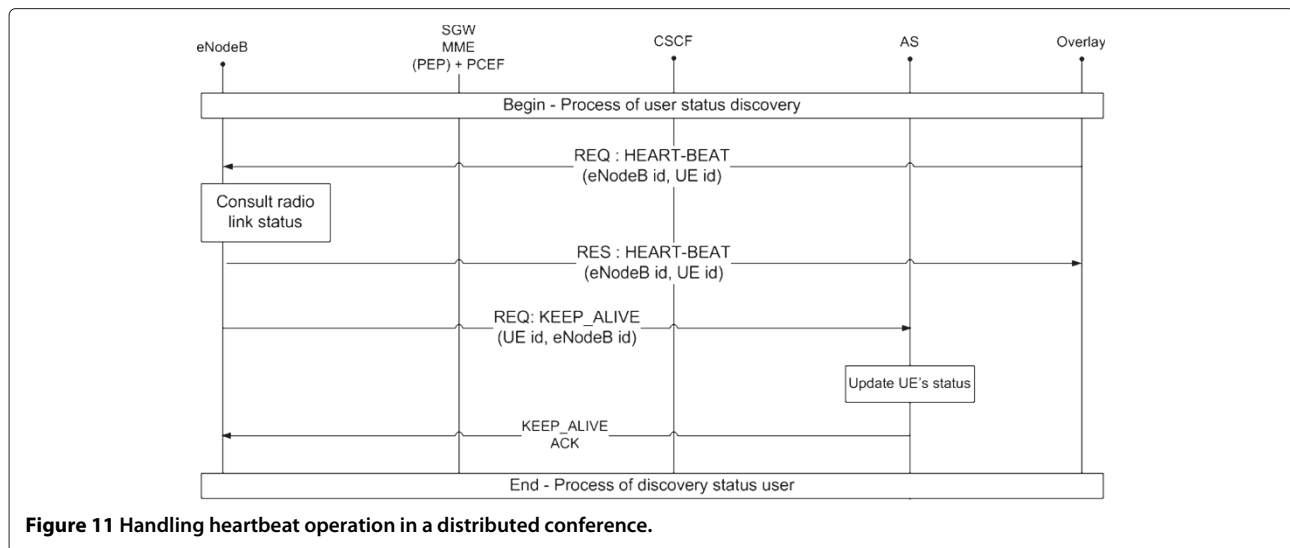 eNodeB
SGW
MME
(PEP) + PCEF
CSCF
AS
Overlay
Begin - Process of user status discovery
REQ : HEART-BEAT
(eNodeB id, UE id)
Consult radio
link status
RES : HEART-BEAT
(eNodeB id, UE id)
REQ: KEEP_ALIVE
(UE id, eNodeB id)
Update UE's status
KEEP_ALIVE
ACK
End - Process of discovery status user
Figure 11 Handling heartbeat operation in a distributed conference.